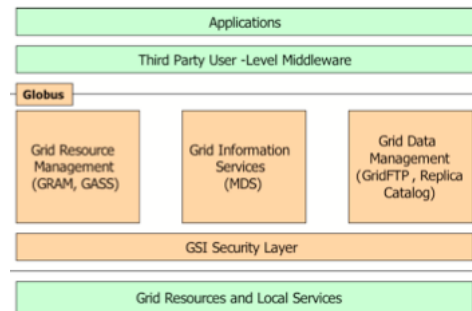 Applications
Third Party User -Level Middleware
Globus
Grid Resource
Management
(GRAM, GASS)
Grid Information
Services
(MDS)
Grid Data
Management
(GridFTP , Replica
Catalog)
GSI Security Layer
Grid Resources and Local Services